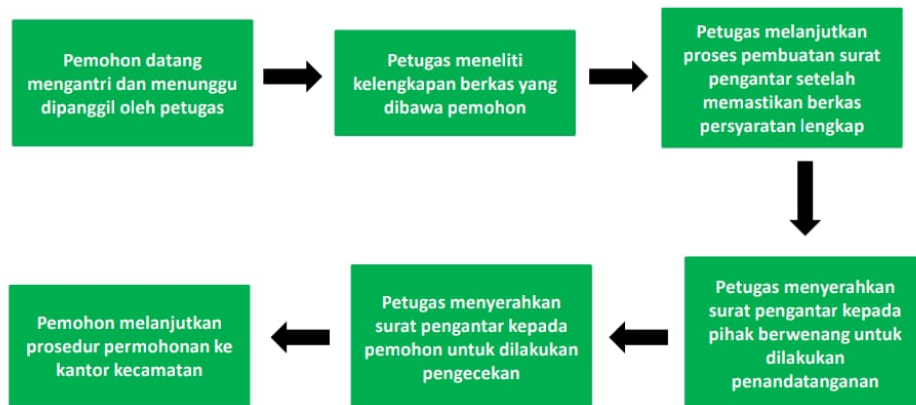 Pemohon datang
mengantri dan menunggu
dipanggil oleh petugas
Petugas meneliti
kelengkapan berkas yang
dibawa pemohon
Petugas melanjutkan
proses pembuatan surat
pengantar setelah
memastikan berkas
persyaratan lengkap
Petugas menyerahkan
surat pengantar kepada
pihak berwenang untuk
dilakukan
penandatanganan
Petugas menyerahkan
surat pengantar kepada
pemohon untuk dilakukan
pengecekan
Pemohon melanjutkan
prosedur permohonan ke
kantor kecamatan